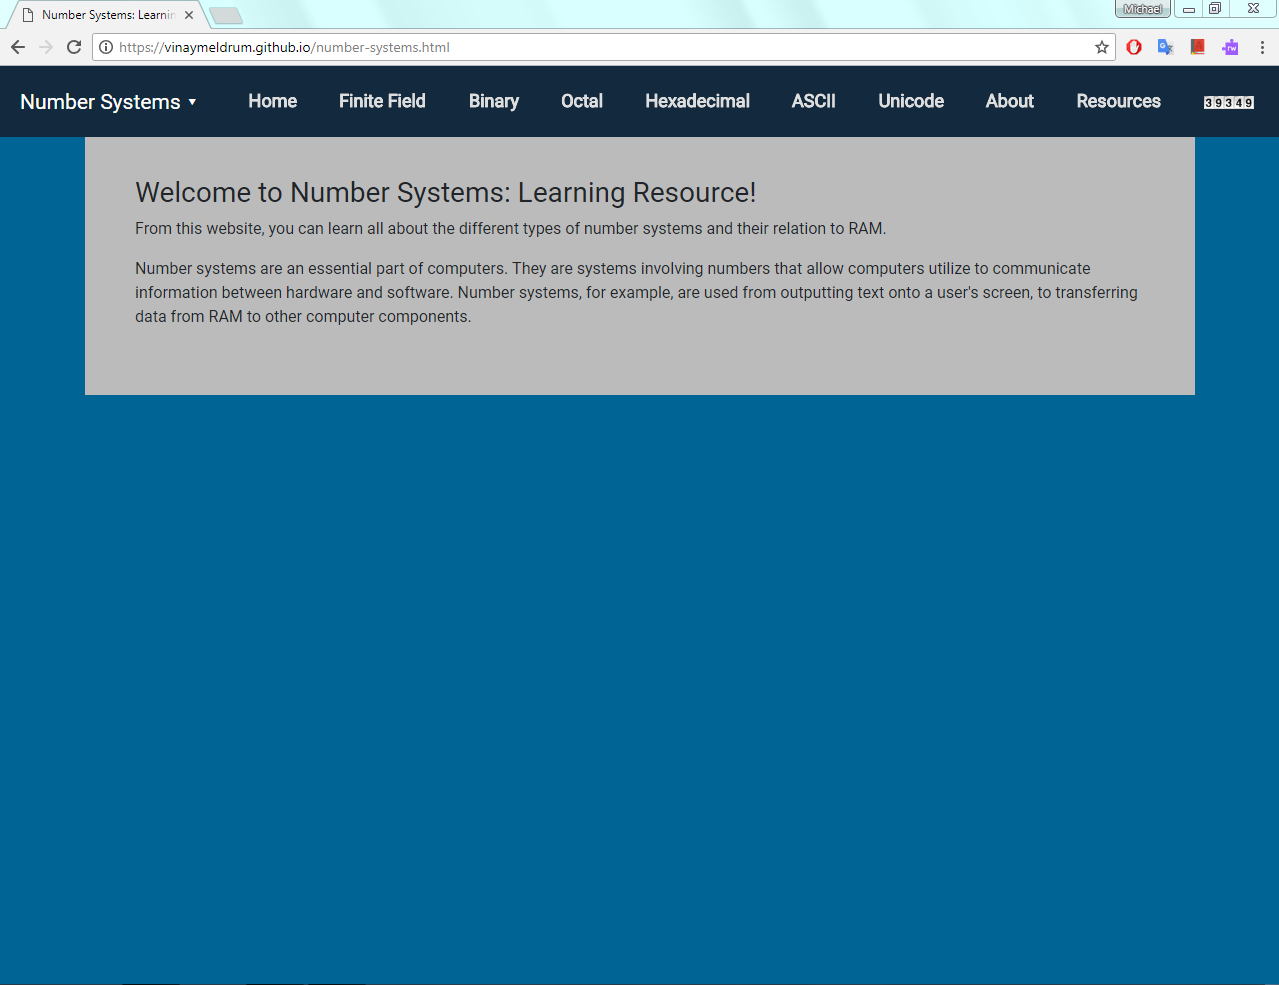 Number Systems: Learnin
Michael
https://vinaymeldrum.github.io/number-systems.html
Number Systems ▾ Home Finite Field Binary Octal Hexadecimal ASCII Unicode About Resources 39349
Welcome to Number Systems: Learning Resource!
From this website, you can learn all about the different types of number systems and their relation to RAM.
Number systems are an essential part of computers. They are systems involving numbers that allow computers utilize to communicate
information between hardware and software. Number systems, for example, are used from outputting text onto a user's screen, to transferring
data from RAM to other computer components.